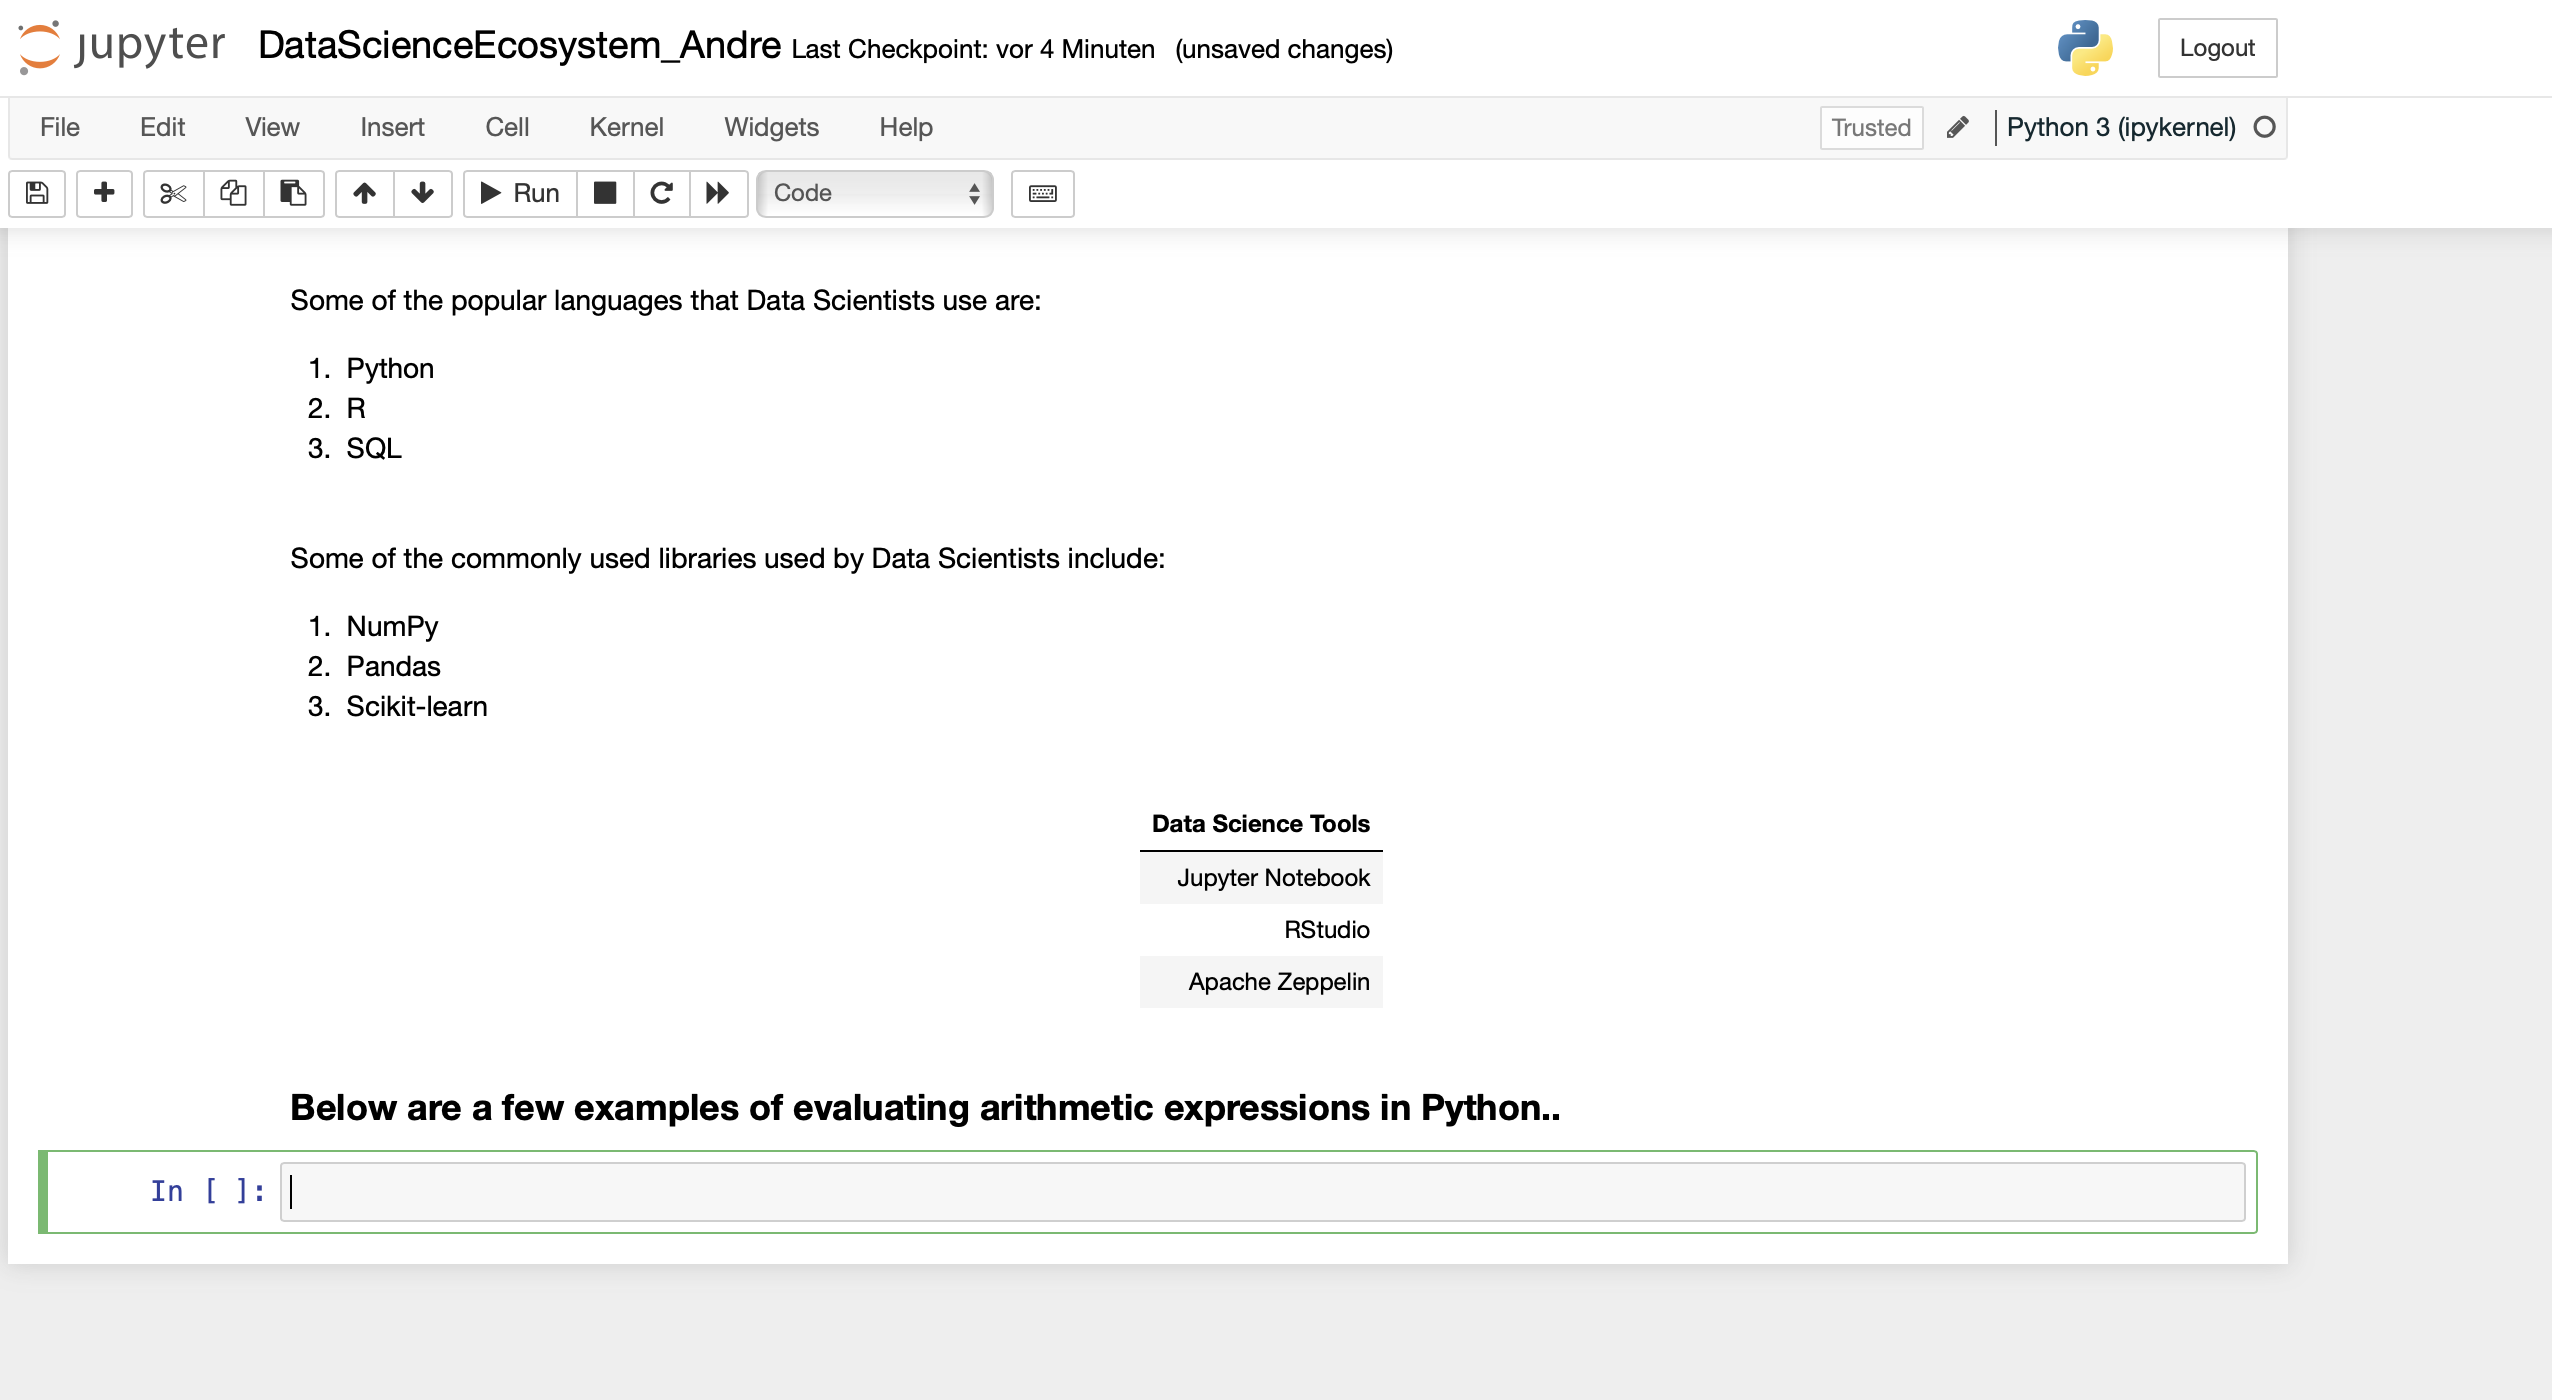 jupyter DataScienceEcosystem_Andre Last Checkpoint: vor 4 Minuten (unsaved changes) Logout
File Edit View Insert Cell Kernel Widgets Help Trusted Python 3 (ipykernel)
Run Code
Some of the popular languages that Data Scientists use are:
1. Python
2. R
3. SQL
Some of the commonly used libraries used by Data Scientists include:
1. NumPy
2. Pandas
3. Scikit-learn
Data Science Tools
Jupyter Notebook
RStudio
Apache Zeppelin
Below are a few examples of evaluating arithmetic expressions in Python..
In [ ]: